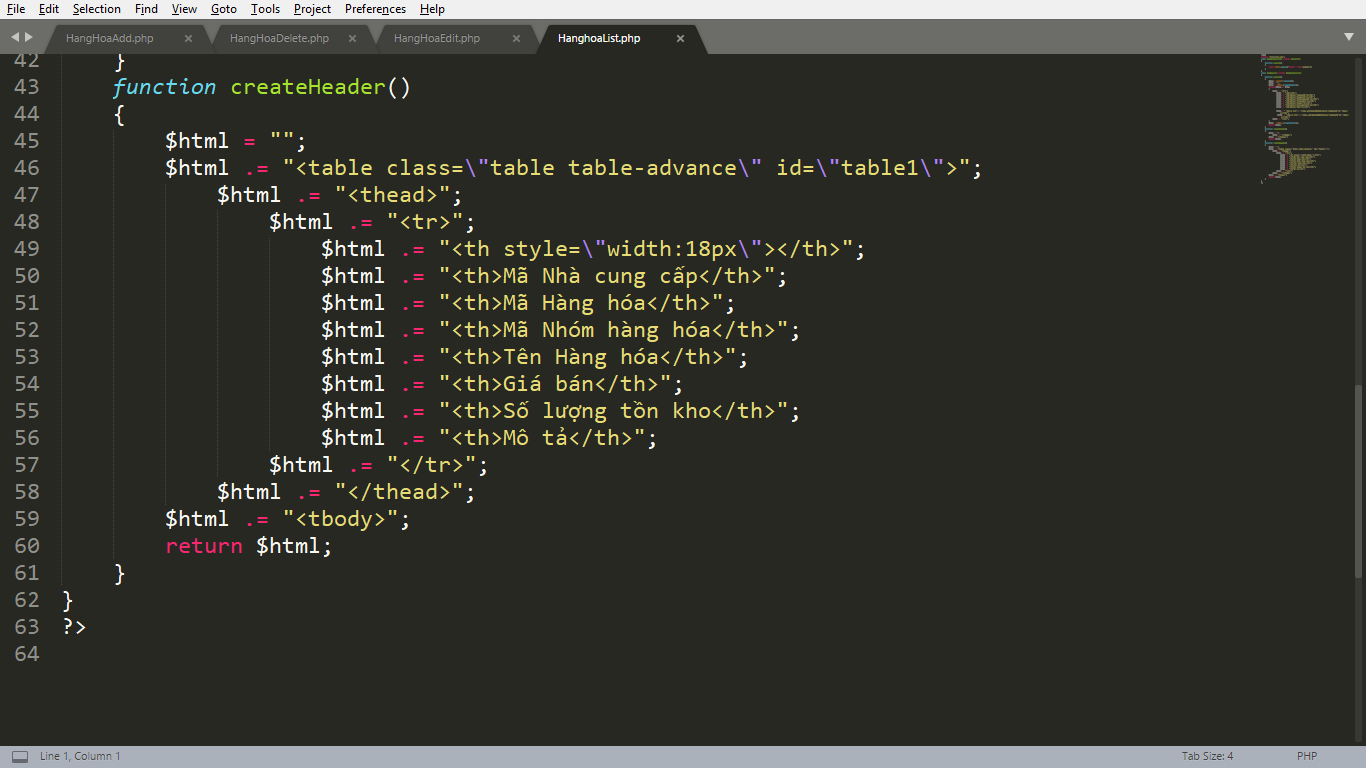 File Edit Selection Find View Goto Tools Project Preferences Help
HangHoaAdd.php × HangHoaDelete.php × HangHoaEdit.php × HanghoaList.php ×
42 }
43 function createHeader()
44 {
45 $html = "";
46 $html .= "<table class=\"table table-advance\" id=\"table1\">";
47 $html .= "<thead>";
48 $html .= "<tr>";
49 $html .= "<th style=\"width:18px\"></th>";
50 $html .= "<th>Mã Nhà cung cấp</th>";
51 $html .= "<th>Mã Hàng hóa</th>";
52 $html .= "<th>Mã Nhóm hàng hóa</th>";
53 $html .= "<th>Tên Hàng hóa</th>";
54 $html .= "<th>Giá bán</th>";
55 $html .= "<th>Số lượng tồn kho</th>";
56 $html .= "<th>Mô tả</th>";
57 $html .= "</tr>";
58 $html .= "</thead>";
59 $html .= "<tbody>";
60 return $html;
61 }
62 }
63 ?>
64
Line 1, Column 1 Tab Size: 4 PHP